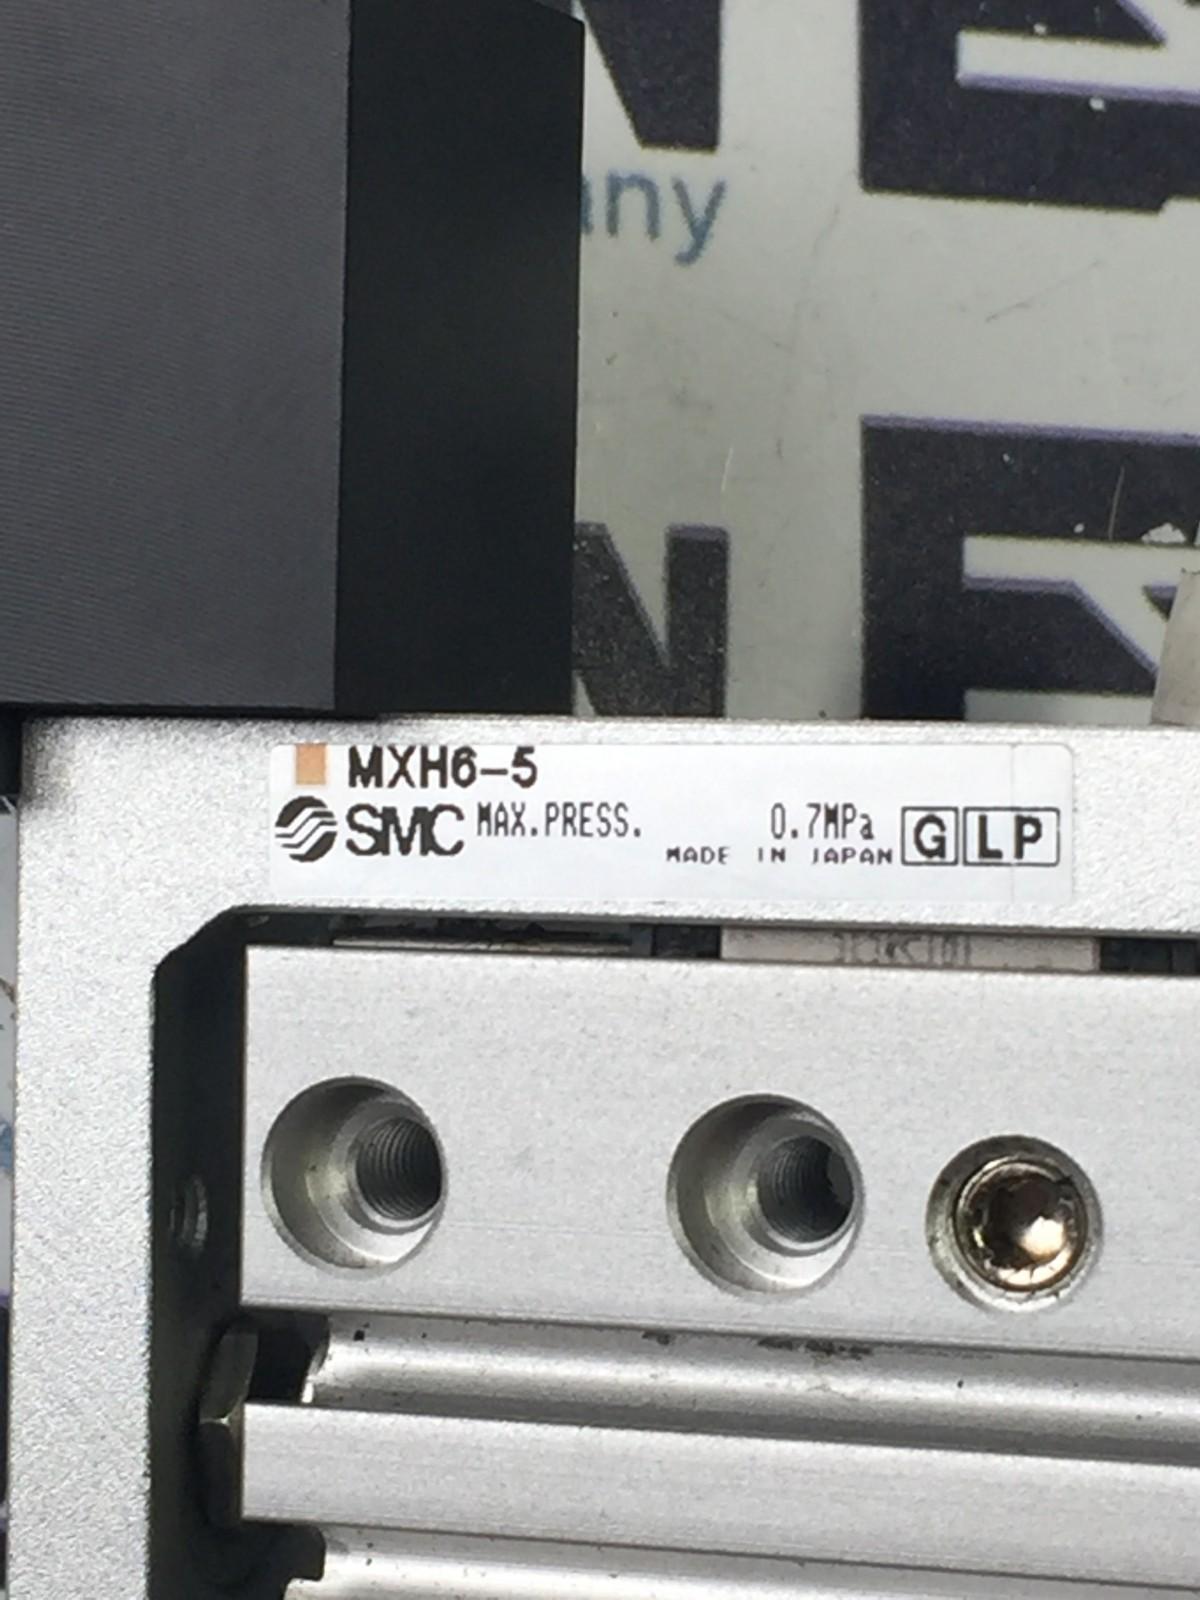 any
MXH6-5
SMC MAX.PRESS. 0.7MPa
MADE IN JAPAN G LP